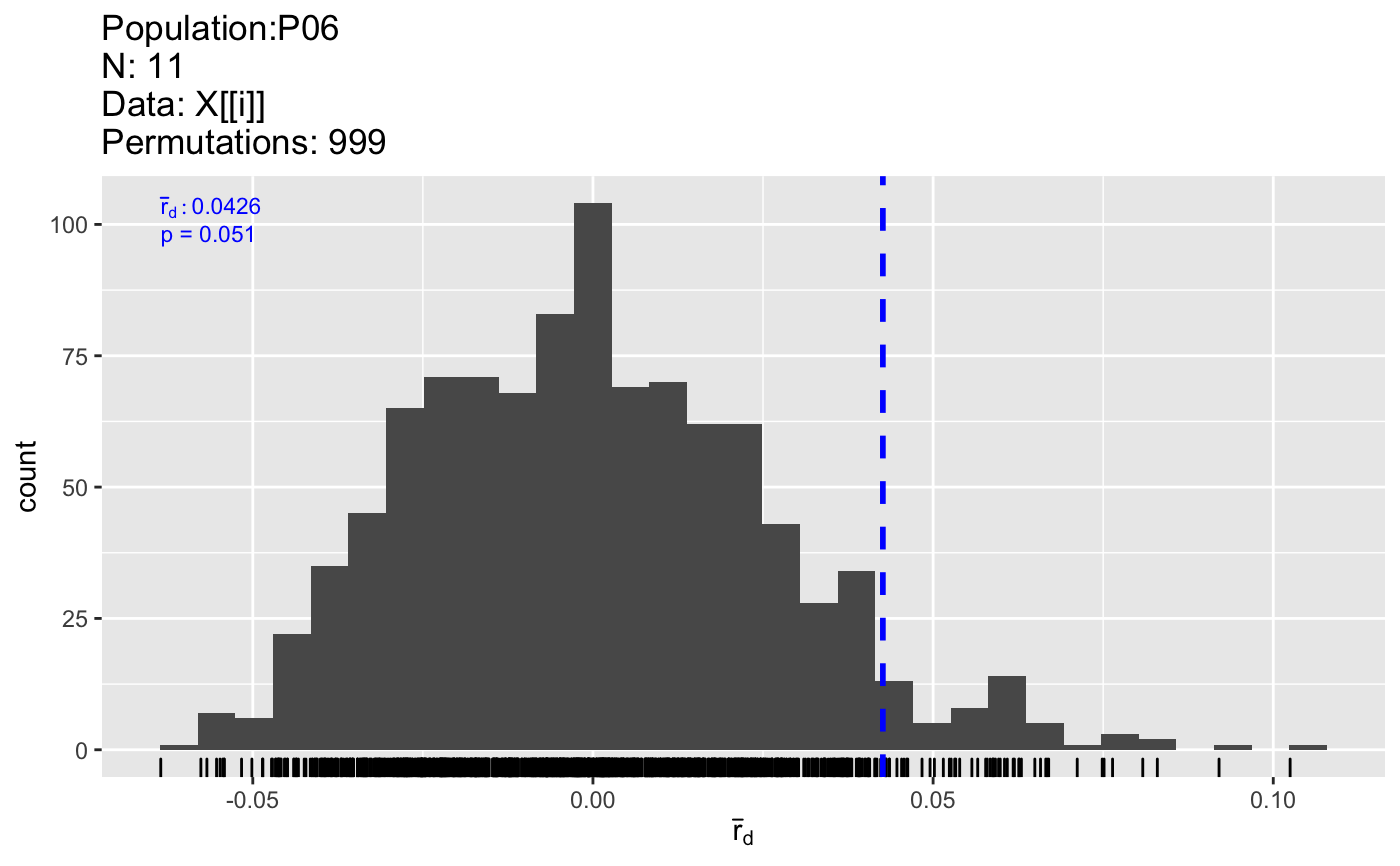 Population:P06
N: 11
Data: X[[i]]
Permutations: 999
r̄d : 0.0426
p = 0.051
100
75
50
25
0
count
-0.05 0.00 0.05 0.10
r̄d